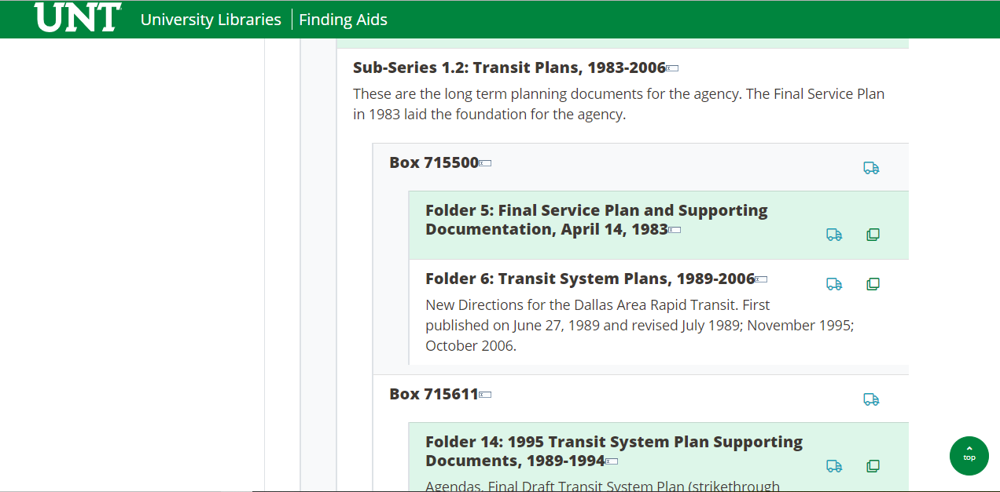 UNT University Libraries Finding Aids
Sub-Series 1.2: Transit Plans, 1983-2006
These are the long term planning documents for the agency. The Final Service Plan
in 1983 laid the foundation for the agency.
Box 715500
Folder 5: Final Service Plan and Supporting
Documentation, April 14, 1983
Folder 6: Transit System Plans, 1989-2006
New Directions for the Dallas Area Rapid Transit. First
published on June 27, 1989 and revised July 1989; November 1995;
October 2006.
Box 715611
Folder 14: 1995 Transit System Plan Supporting
Documents, 1989-1994
top
Agendas, Final Draft Transit System Plan (strikethrough